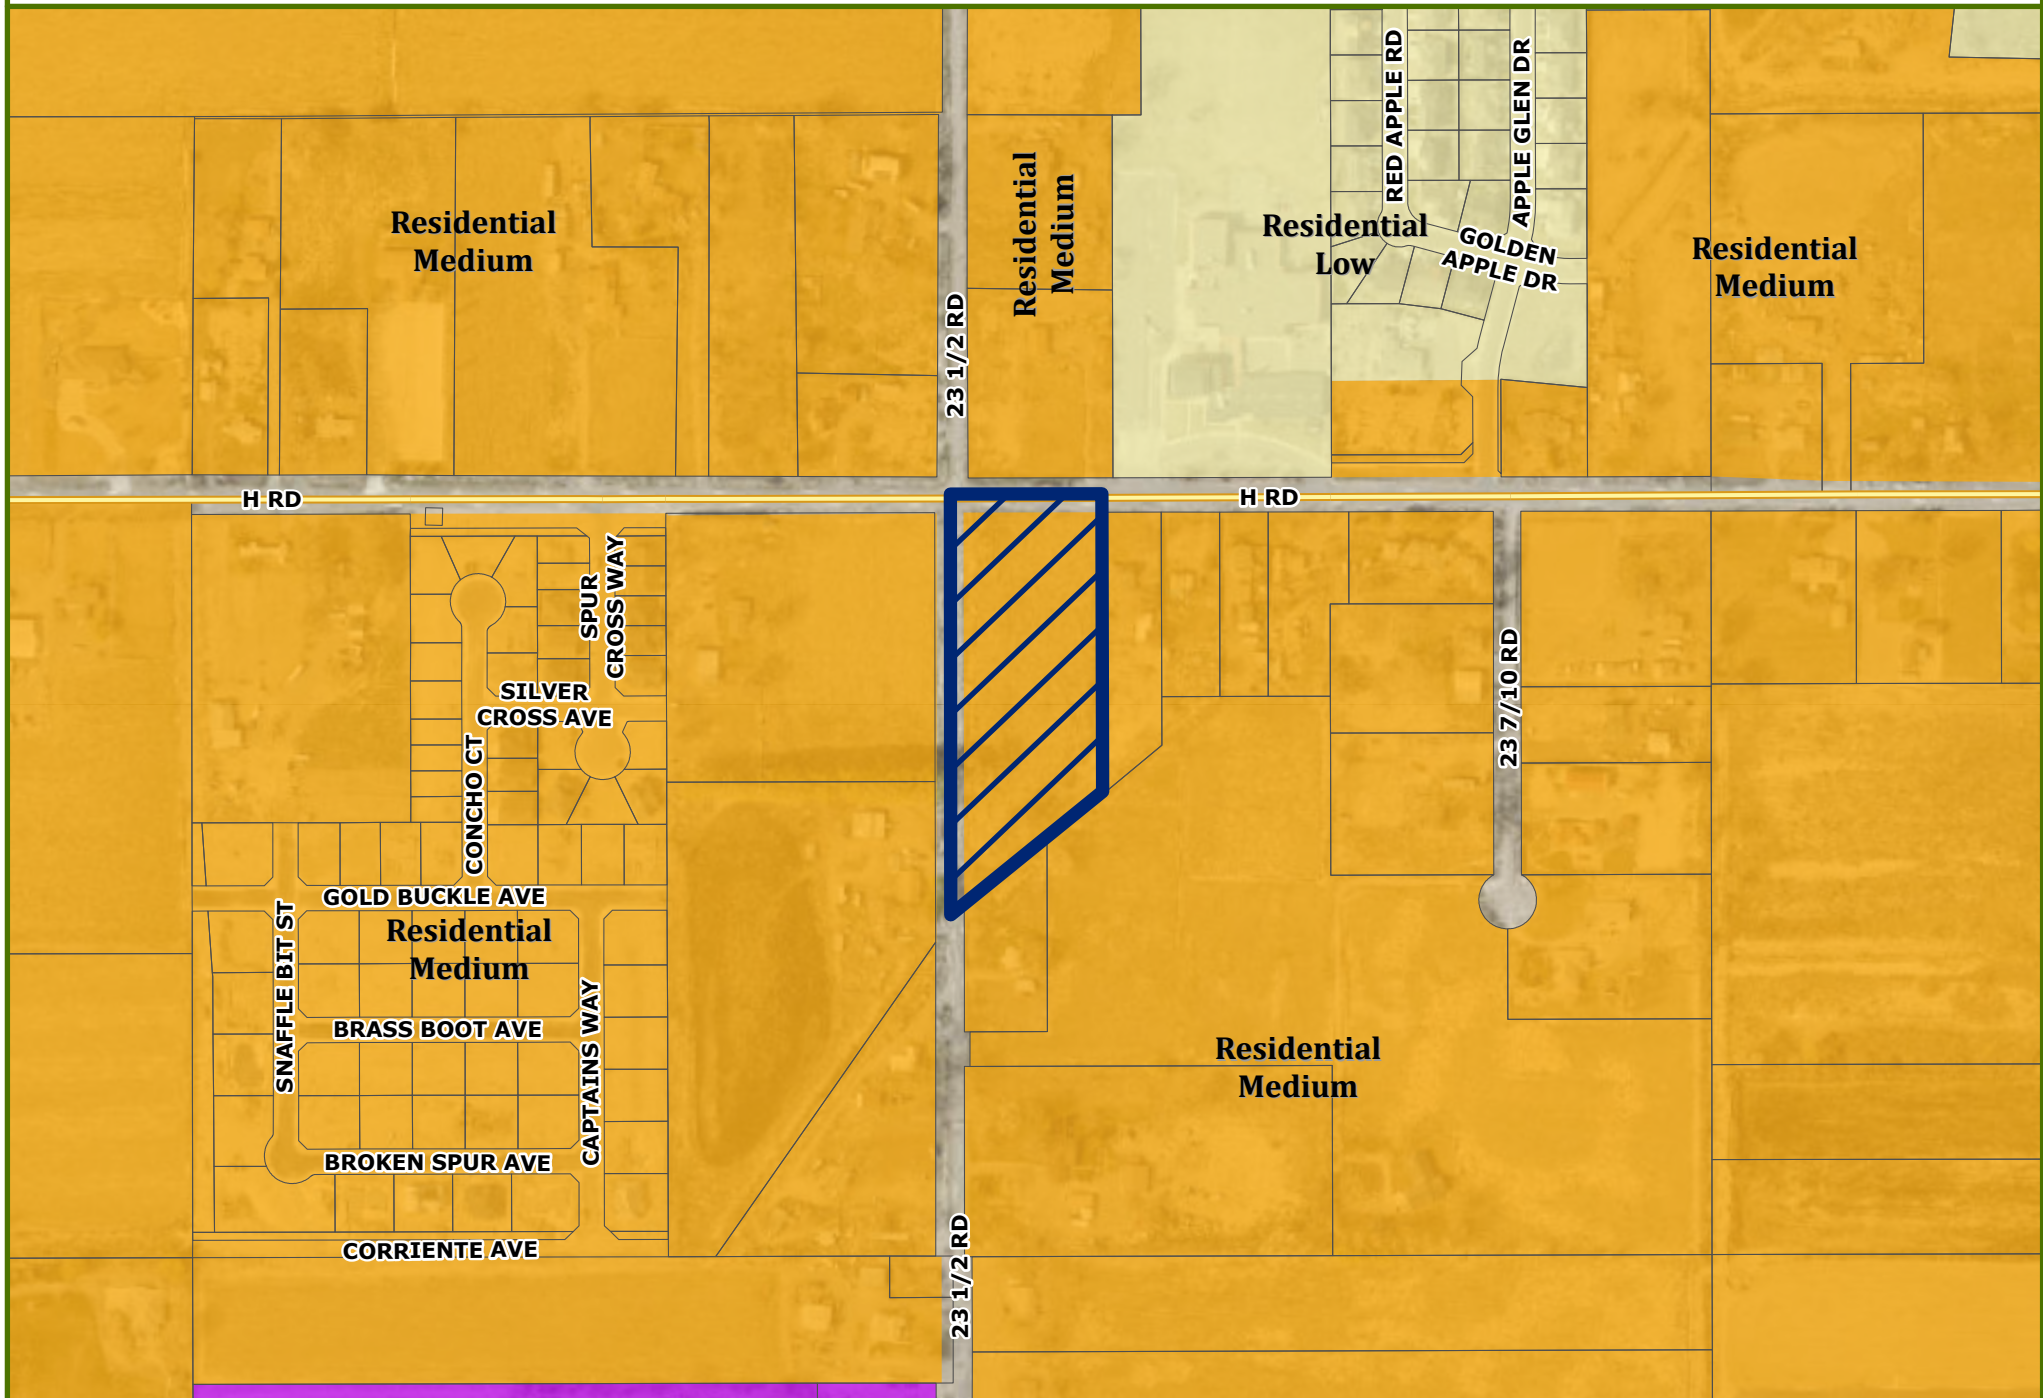 RED APPLE RD
APPLE GLEN DR
Residential
Medium
Residential
Medium
Residential
Low
GOLDEN
APPLE DR
Residential
Medium
23 1/2 RD
H RD
H RD
SPUR
CROSS WAY
SILVER
CROSS AVE
CONCHO CT
23 7/10 RD
GOLD BUCKLE AVE
Residential
Medium
SNAFFLE BIT ST
BRASS BOOT AVE
CAPTAINS WAY
Residential
Medium
BROKEN SPUR AVE
CORRIENTE AVE
23 1/2 RD